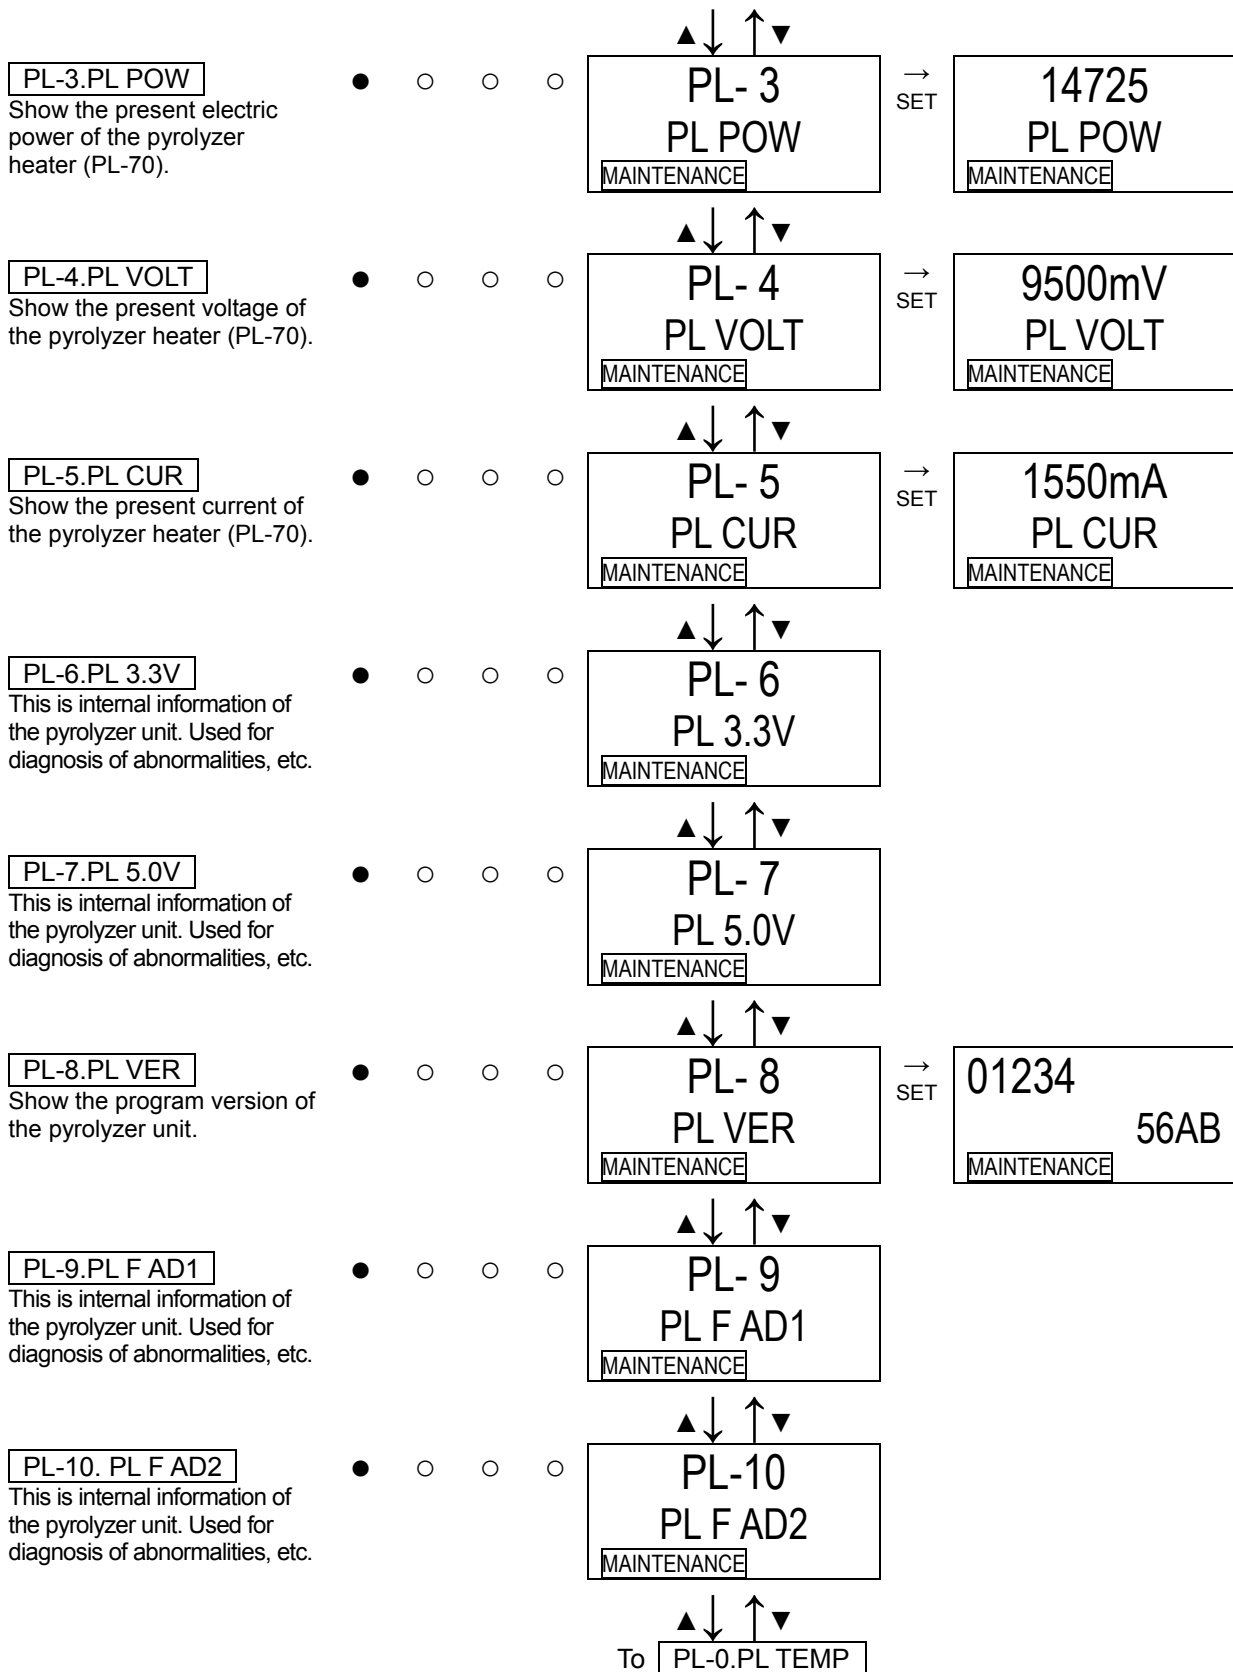 ▲↓ ↑▼
PL-3.PL POW
Show the present electric
power of the pyrolyzer
heater (PL-70).
● ○ ○ ○
PL- 3
PL POW
MAINTENANCE
→
SET
14725
PL POW
MAINTENANCE
▲↓ ↑▼
PL-4.PL VOLT
Show the present voltage of
the pyrolyzer heater (PL-70).
● ○ ○ ○
PL- 4
PL VOLT
MAINTENANCE
→
SET
9500mV
PL VOLT
MAINTENANCE
▲↓ ↑▼
PL-5.PL CUR
Show the present current of
the pyrolyzer heater (PL-70).
● ○ ○ ○
PL- 5
PL CUR
MAINTENANCE
→
SET
1550mA
PL CUR
MAINTENANCE
▲↓ ↑▼
PL-6.PL 3.3V
This is internal information of
the pyrolyzer unit. Used for
diagnosis of abnormalities, etc.
● ○ ○ ○
PL- 6
PL 3.3V
MAINTENANCE
▲↓ ↑▼
PL-7.PL 5.0V
This is internal information of
the pyrolyzer unit. Used for
diagnosis of abnormalities, etc.
● ○ ○ ○
PL- 7
PL 5.0V
MAINTENANCE
▲↓ ↑▼
PL-8.PL VER
Show the program version of
the pyrolyzer unit.
● ○ ○ ○
PL- 8
PL VER
MAINTENANCE
→
SET
01234
56AB
MAINTENANCE
▲↓ ↑▼
PL-9.PL F AD1
This is internal information of
the pyrolyzer unit. Used for
diagnosis of abnormalities, etc.
● ○ ○ ○
PL- 9
PL F AD1
MAINTENANCE
▲↓ ↑▼
PL-10. PL F AD2
This is internal information of
the pyrolyzer unit. Used for
diagnosis of abnormalities, etc.
● ○ ○ ○
PL-10
PL F AD2
MAINTENANCE
▲↓ ↑▼
To PL-0.PL TEMP